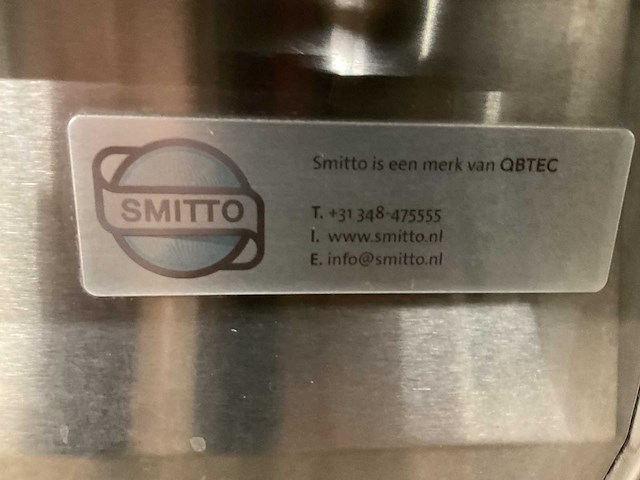 SMITTO
Smitto is een merk van QBTEC
T. +31 348-475555
I. www.smitto.nl
E. info@smitto.nl